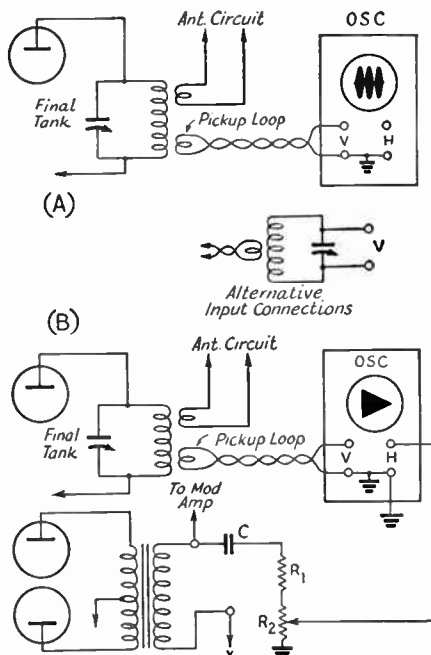 Ant. Circuit
OSC
Final
Tank
Pickup Loop
V
H
(A)
V
Alternative
Input Connections
(B)
Ant. Circuit
OSC
Final
Tank
Pickup Loop
V
H
To Mod
Amp
C
R1
R2